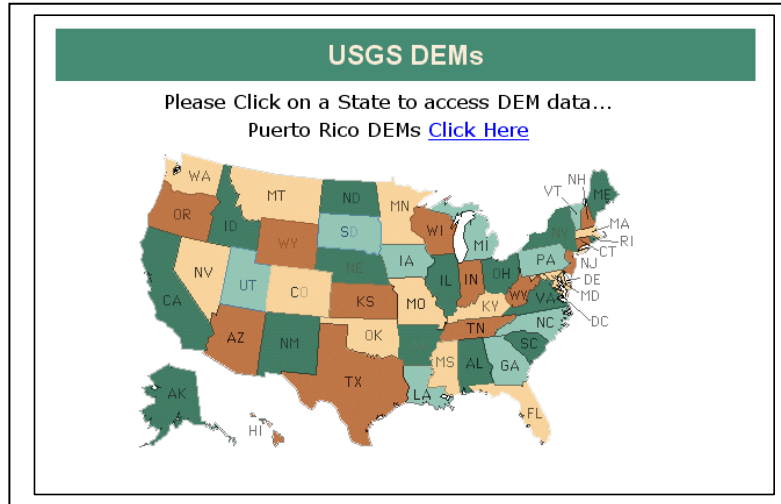 USGS DEMs
Please Click on a State to access DEM data...
Puerto Rico DEMs Click Here
WA
MT
ND
MN
OR
ID
WY
SD
WI
MI
VT
NH
ME
NY
MA
RI
CT
NV
UT
CO
NE
IA
IL
IN
OH
PA
NJ
DE
MD
DC
CA
KS
MO
KY
WV
VA
AZ
NM
OK
TN
NC
SC
TX
LA
MS
AL
GA
FL
AK
HI